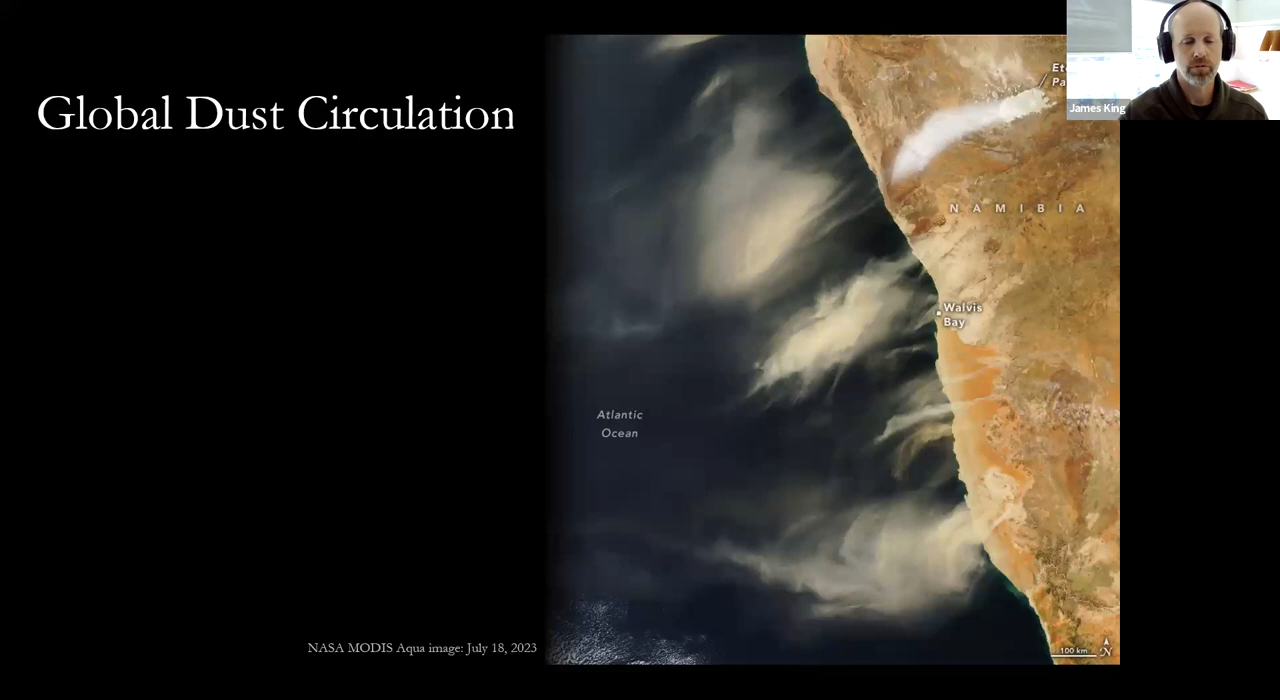 Global Dust Circulation
James King
N A M I B I A
Walvis
Bay
Atlantic
Ocean
NASA MODIS Aqua image: July 18, 2023
100 km
N